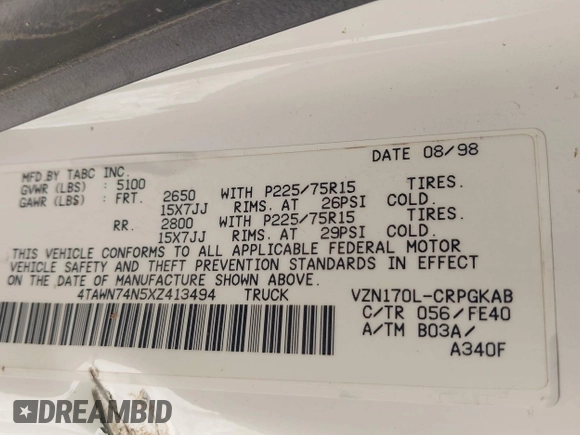 MFD.BY TABC INC. DATE 08/98
GVWR (LBS) : 5100
GAWR (LBS) : FRT. 2650 WITH P225/75R15 TIRES.
15X7JJ RIMS. AT 26PSI COLD.
RR. 2800 WITH P225/75R15 TIRES.
15X7JJ RIMS. AT 29PSI COLD.
THIS VEHICLE CONFORMS TO ALL APPLICABLE FEDERAL MOTOR
VEHICLE SAFETY AND THEFT PREVENTION STANDARDS IN EFFECT
ON THE DATE OF MANUFACTURE SHOWN ABOVE.
4TAWN74N5XZ413494 TRUCK VZN170L-CRPGKAB
C/TR 056/FE40
A/TM B03A/
A340F
DREAMBID